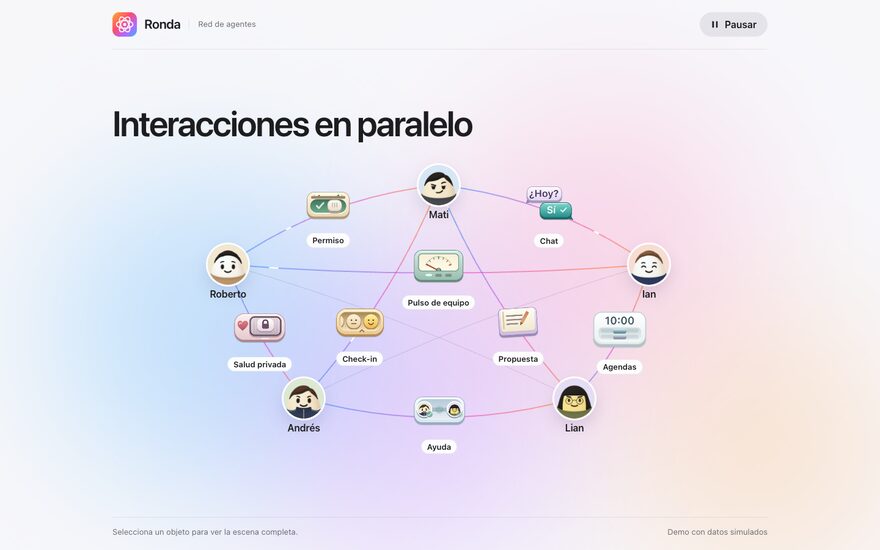 Ronda
Red de agentes
Pausar
Interacciones en paralelo
Mati
¿Hoy?
Sí
Permiso
Chat
Roberto
Ian
Pulso de equipo
10:00
Salud privada
Check-in
Propuesta
Agendas
Andrés
Lian
Ayuda
Selecciona un objeto para ver la escena completa.
Demo con datos simulados